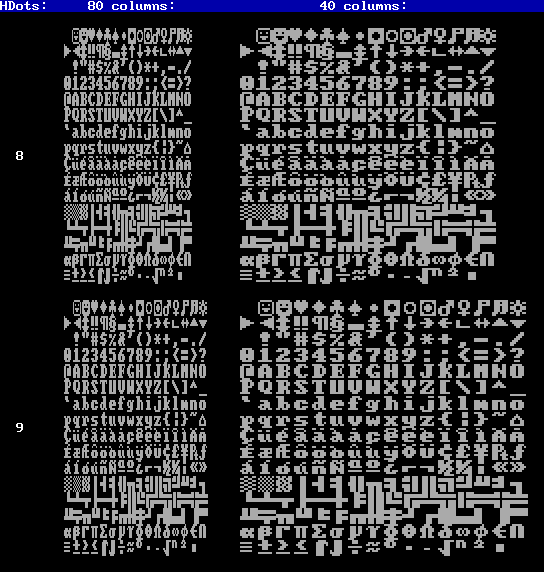 HDots: 80 columns: 40 columns:
!"#$%&'()*+,-./ !"#$%&'()*+,-./
0123456789:;<=>? 0123456789:;<=>?
@ABCDEFGHIJKLMNO @ABCDEFGHIJKLMNO
PQRSTUVWXYZ[\]^_ PQRSTUVWXYZ[\]^_
`abcdefghijklmno `abcdefghijklmno
pqrstuvwxyz{¦}~⌂ pqrstuvwxyz{¦}~⌂
8
ÇüéâäàåçêëèïîìÄÅ ÇüéâäàåçêëèïîìÄÅ
ÉæÆôöòûùÿÖÜ¢£¥₧ƒ ÉæÆôöòûùÿÖÜ¢£¥₧ƒ
áíóúñÑªº¿⌐¬½¼¡«» áíóúñÑªº¿⌐¬½¼¡«»
αßΓπΣσµτΦΘΩδ∞φε∩ αßΓπΣσµτΦΘΩδ∞φε∩
≡±≥≤⌠⌡÷≈°∙·√ⁿ²■ ≡±≥≤⌠⌡÷≈°∙·√ⁿ²■
!"#$%&'()*+,-./ !"#$%&'()*+,-./
0123456789:;<=>? 0123456789:;<=>?
@ABCDEFGHIJKLMNO @ABCDEFGHIJKLMNO
PQRSTUVWXYZ[\]^_ PQRSTUVWXYZ[\]^_
`abcdefghijklmno `abcdefghijklmno
pqrstuvwxyz{¦}~⌂ pqrstuvwxyz{¦}~⌂
9
ÇüéâäàåçêëèïîìÄÅ ÇüéâäàåçêëèïîìÄÅ
ÉæÆôöòûùÿÖÜ¢£¥₧ƒ ÉæÆôöòûùÿÖÜ¢£¥₧ƒ
áíóúñÑªº¿⌐¬½¼¡«» áíóúñÑªº¿⌐¬½¼¡«»
αßΓπΣσµτΦΘΩδ∞φε∩ αßΓπΣσµτΦΘΩδ∞φε∩
≡±≥≤⌠⌡÷≈°∙·√ⁿ²■ ≡±≥≤⌠⌡÷≈°∙·√ⁿ²■